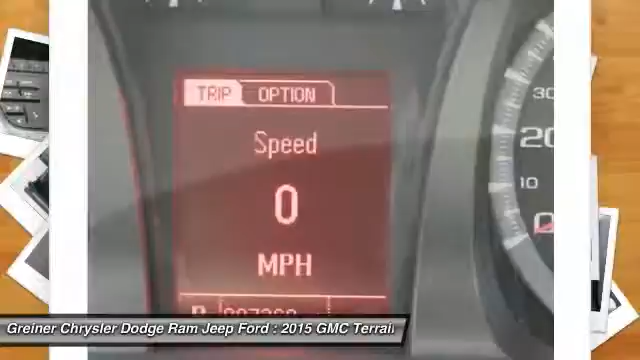 TRIP OPTION
Speed
0
MPH
30
20
10
Greiner Chrysler Dodge Ram Jeep Ford : 2015 GMC Terrai